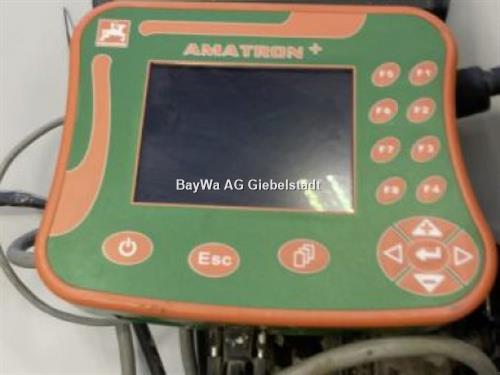 AMATRON +
F5 F1
F6 F2
BayWa AG Giebelstadt
F7 F3
F8 F4
Esc